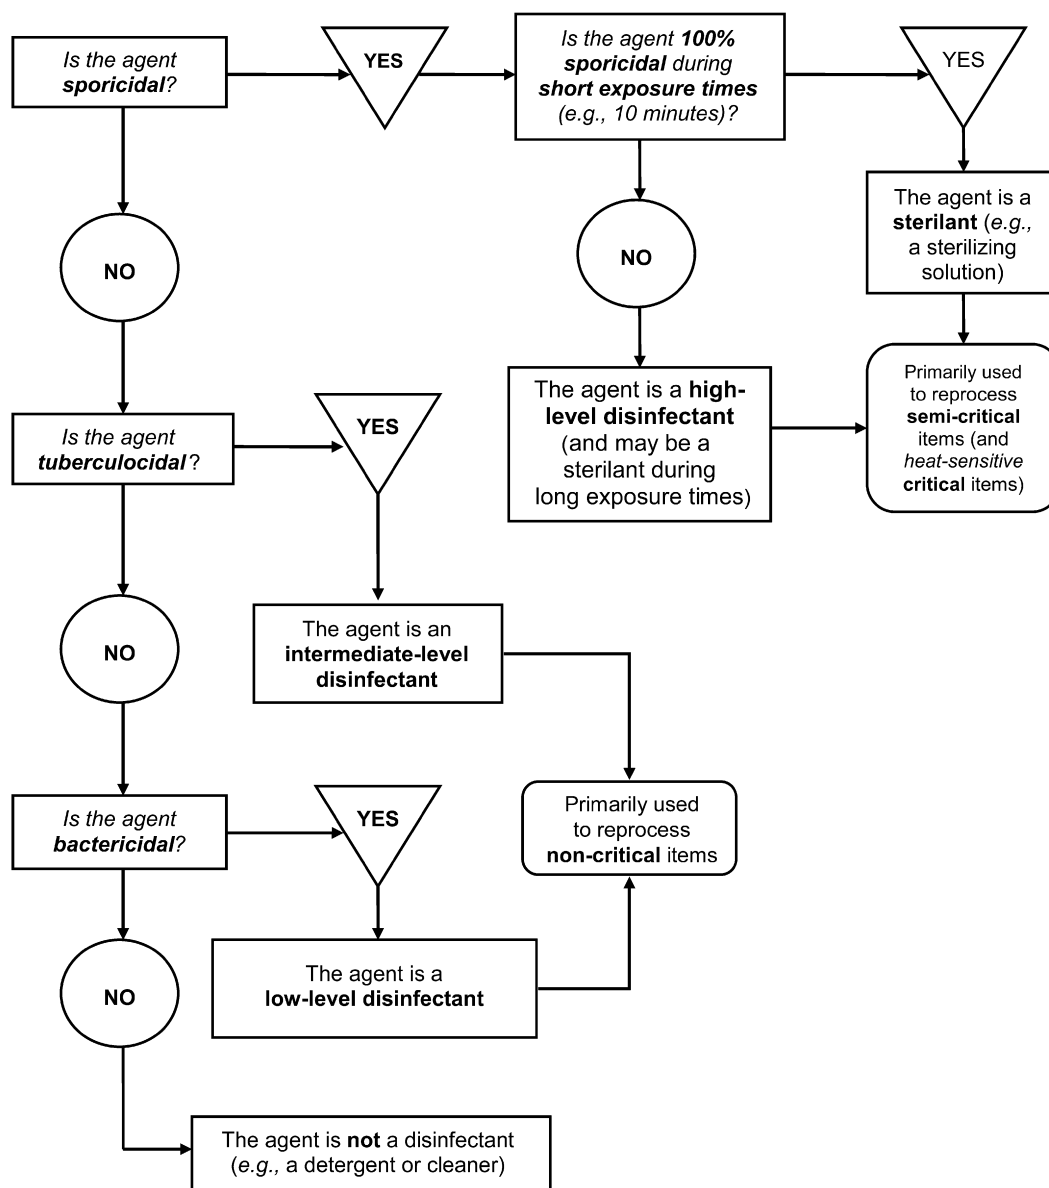 Is the agent
sporicidal?
YES
Is the agent 100%
sporicidal during
short exposure times
(e.g., 10 minutes)?
YES
NO
NO
The agent is a
sterilant (e.g.,
a sterilizing
solution)
The agent is a high-
level disinfectant
(and may be a
sterilant during
long exposure times)
Primarily used
to reprocess
semi-critical
items (and
heat-sensitive
critical items)
Is the agent
tuberculocidal?
YES
NO
The agent is an
intermediate-level
disinfectant
Is the agent
bactericidal?
YES
Primarily used
to reprocess
non-critical items
NO
The agent is a
low-level disinfectant
The agent is not a disinfectant
(e.g., a detergent or cleaner)